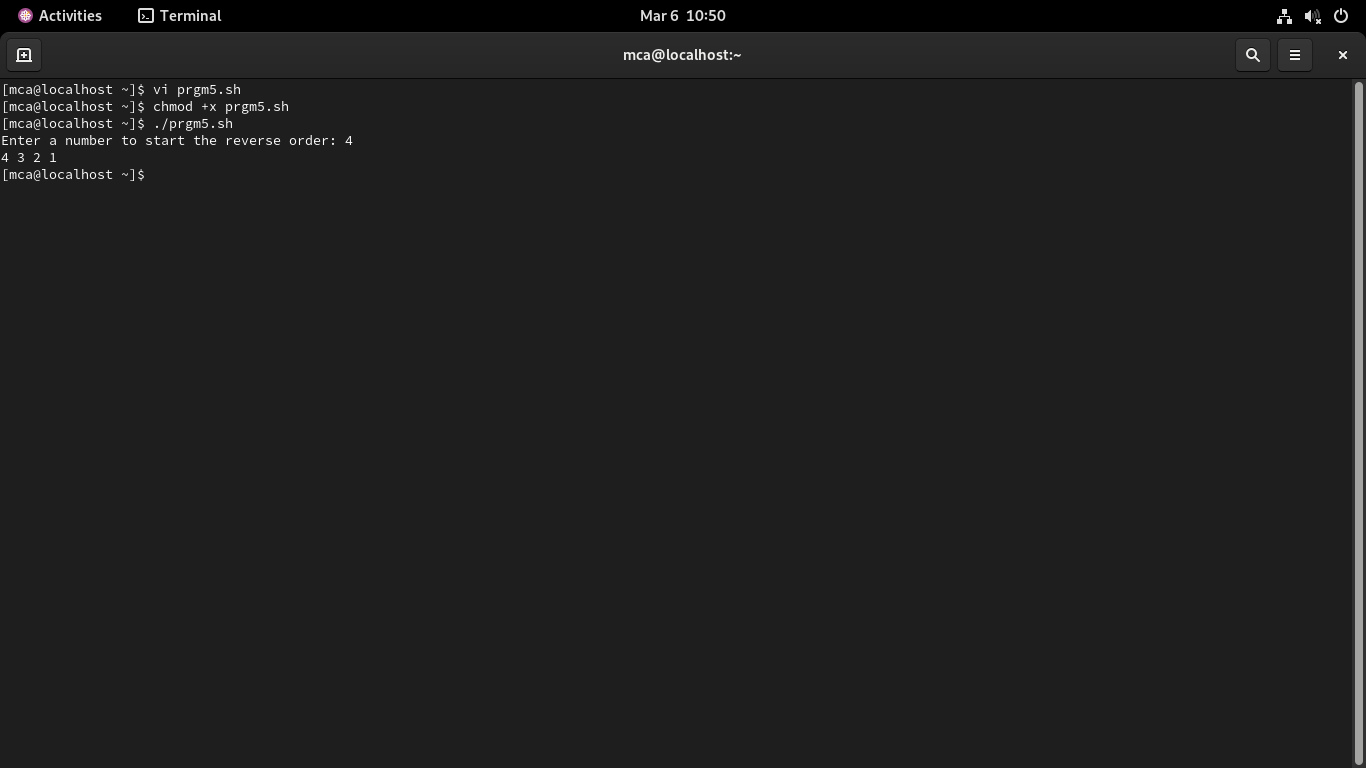 Activities Terminal Mar 6 10:50
mca@localhost:~
[mca@localhost ~]$ vi prgm5.sh
[mca@localhost ~]$ chmod +x prgm5.sh
[mca@localhost ~]$ ./prgm5.sh
Enter a number to start the reverse order: 4
4 3 2 1
[mca@localhost ~]$